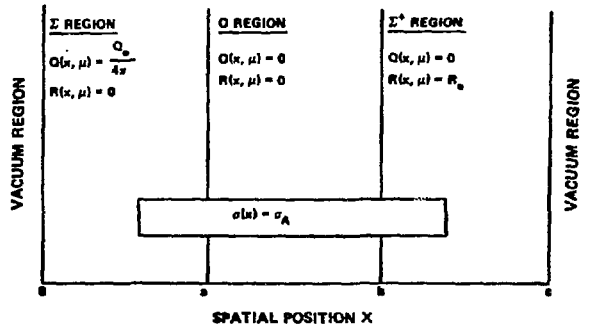 Σ REGION
Q(x, μ) = Q₀/4π
R(x, μ) = 0
O REGION
Q(x, μ) = 0
R(x, μ) = 0
Σ⁺ REGION
Q(x, μ) = 0
R(x, μ) = R₀
VACUUM REGION
VACUUM REGION
σ(x) = σ_A
0
a
b
c
SPATIAL POSITION X